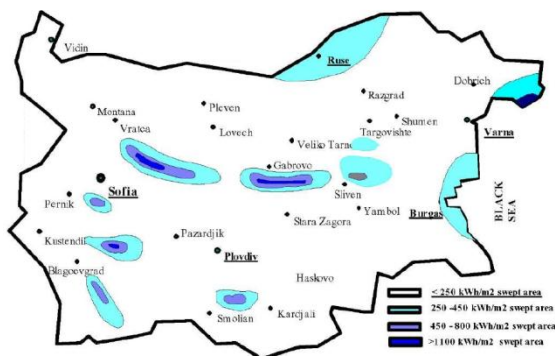 Vidin
Ruse
Dobrich
Razgrad
Montana
Pleven
Shumen
Vratca
Lovech
Targovishte
Varna
Veliko Tarno
Gabrovo
Sofia
Sliven
Pernik
Yambol
Burgas
BLACK SEA
Stara Zagora
Kustendil
Pazardjik
Plovdiv
Blagoevgrad
Haskovo
Smolian
Kardjali
< 250 kWh/m2 swept area
250 -450 kWh/m2 swept area
450 - 800 kWh/m2 swept area
>1100 kWh/m2 swept area